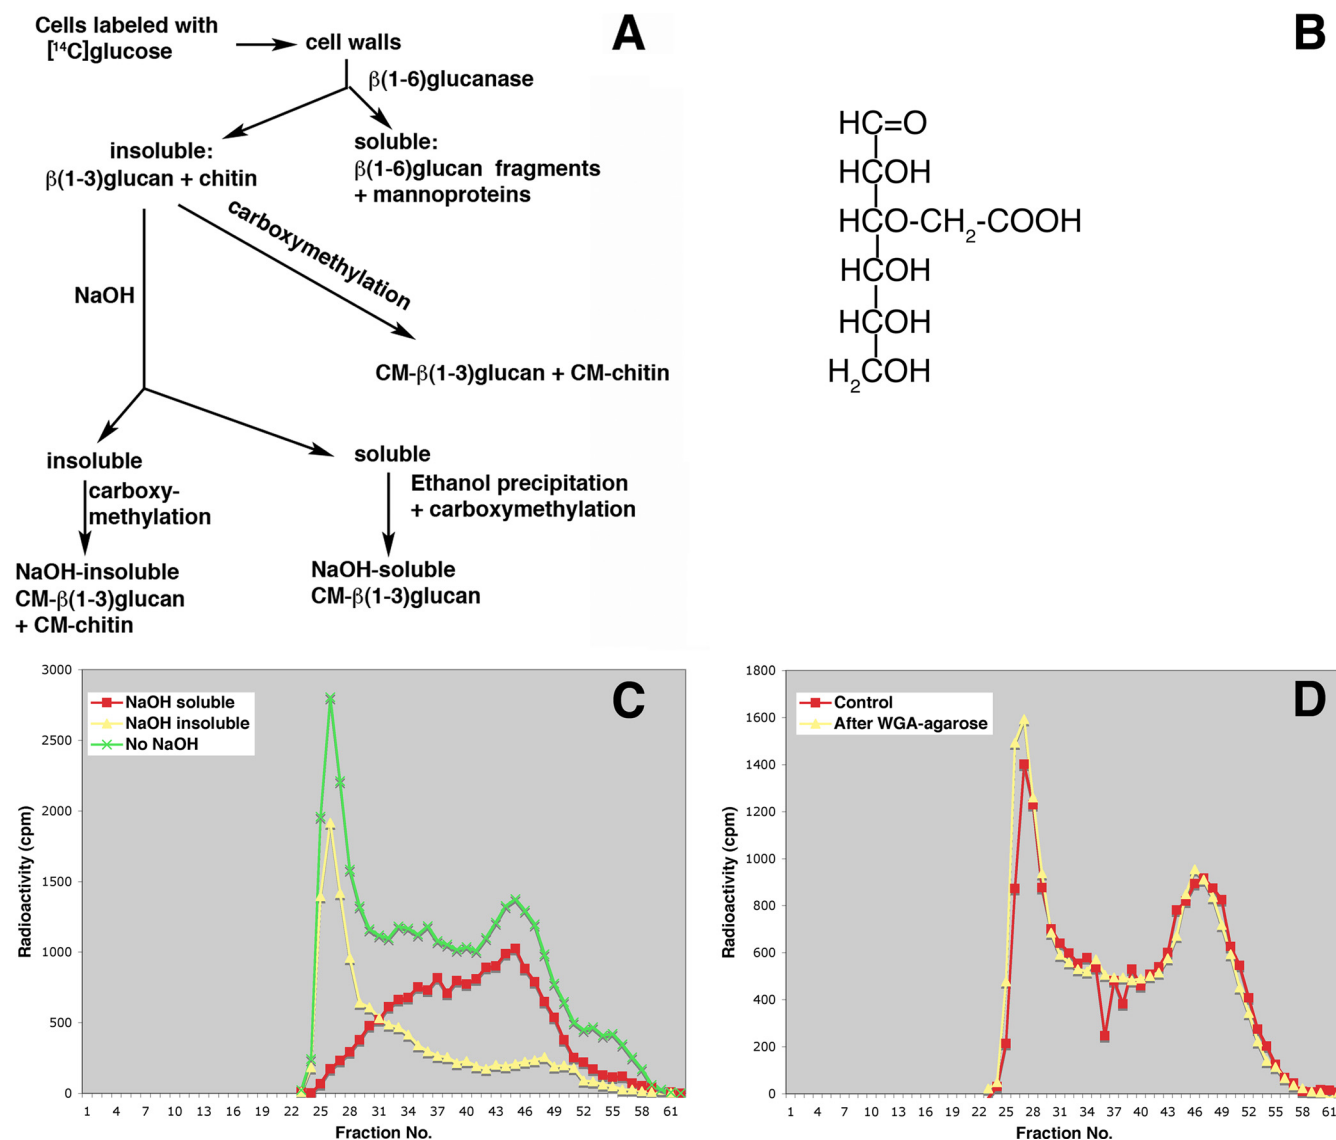 A
Cells labeled with
[¹⁴C]glucose
cell walls
β(1-6)glucanase
insoluble:
β(1-3)glucan + chitin
soluble:
β(1-6)glucan fragments
+ mannoproteins
carboxymethylation
NaOH
CM-β(1-3)glucan + CM-chitin
insoluble
soluble
carboxy-
methylation
Ethanol precipitation
+ carboxymethylation
NaOH-insoluble
CM-β(1-3)glucan
+ CM-chitin
NaOH-soluble
CM-β(1-3)glucan
B
HC=O
HCOH
HCO-CH₂-COOH
HCOH
HCOH
H₂COH
C
NaOH soluble
NaOH insoluble
No NaOH
Radioactivity (cpm)
3000
2500
2000
1500
1000
500
0
1 4 7 10 13 16 19 22 25 28 31 34 37 40 43 46 49 52 55 58 61
Fraction No.
D
Control
After WGA-agarose
Radioactivity (cpm)
1800
1600
1400
1200
1000
800
600
400
200
0
1 4 7 10 13 16 19 22 25 28 31 34 37 40 43 46 49 52 55 58 61
Fraction No.